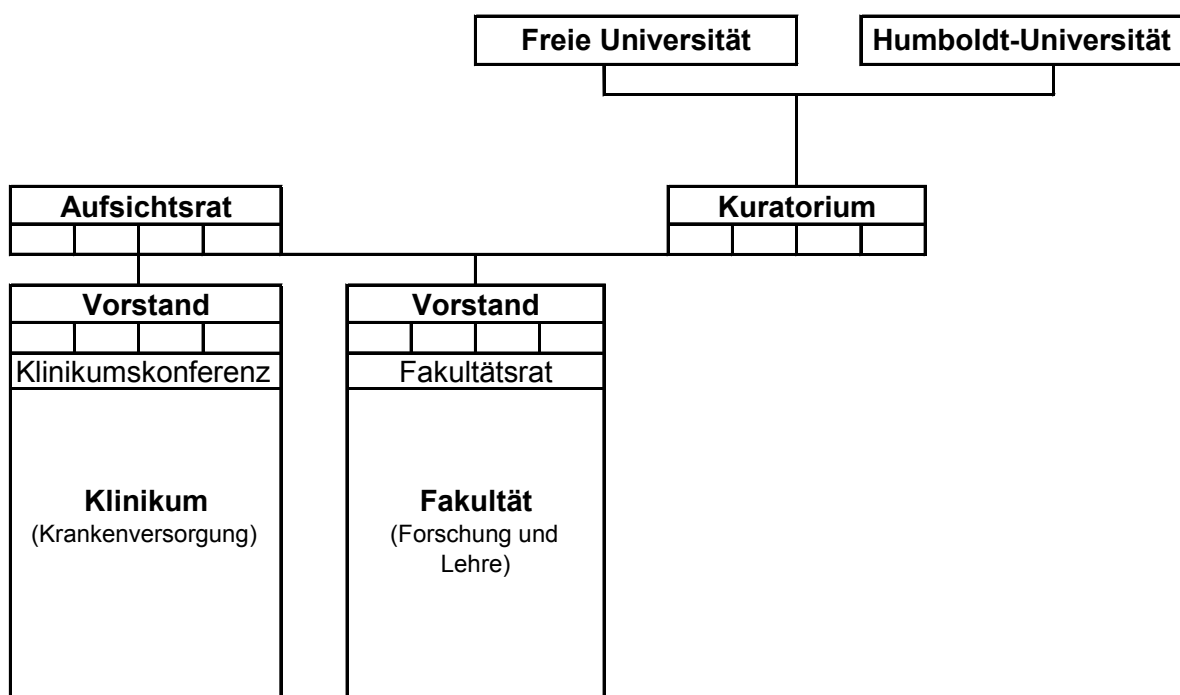 Freie Universität
Humboldt-Universität
Aufsichtsrat
Kuratorium
Vorstand
Vorstand
Klinikumskonferenz
Fakultätsrat
Klinikum
(Krankenversorgung)
Fakultät
(Forschung und
Lehre)